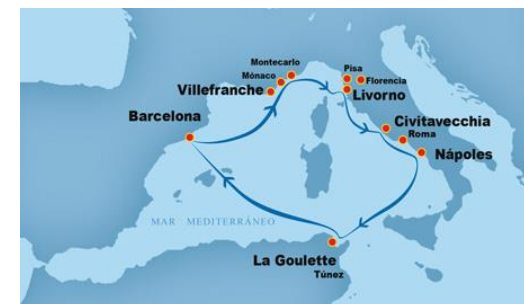 Montecarlo
Mónaco
Villefranche
Pisa
Florencia
Livorno
Barcelona
Civitavecchia
Roma
Nápoles
MAR MEDITERRÁNEO
La Goulette
Túnez